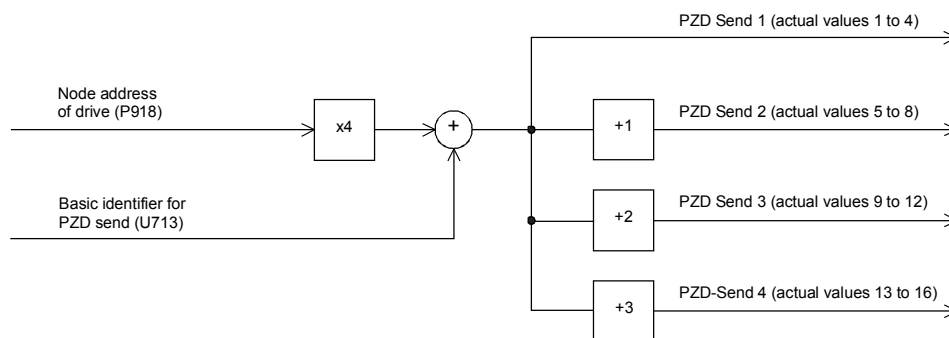 PZD Send 1 (actual values 1 to 4)
Node address
of drive (P918)
x4
+
+1
PZD Send 2 (actual values 5 to 8)
Basic identifier for
PZD send (U713)
+2
PZD Send 3 (actual values 9 to 12)
+3
PZD-Send 4 (actual values 13 to 16)